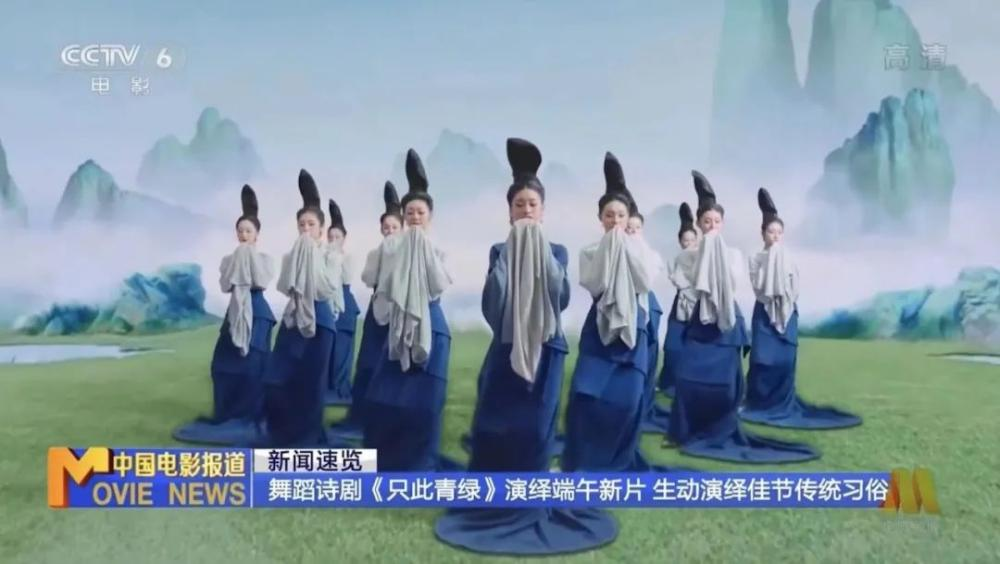 CCTV 6
电影
高清
中国电影报道
MOVIE NEWS
新闻速览
舞蹈诗剧《只此青绿》演绎端午新片 生动演绎佳节传统习俗